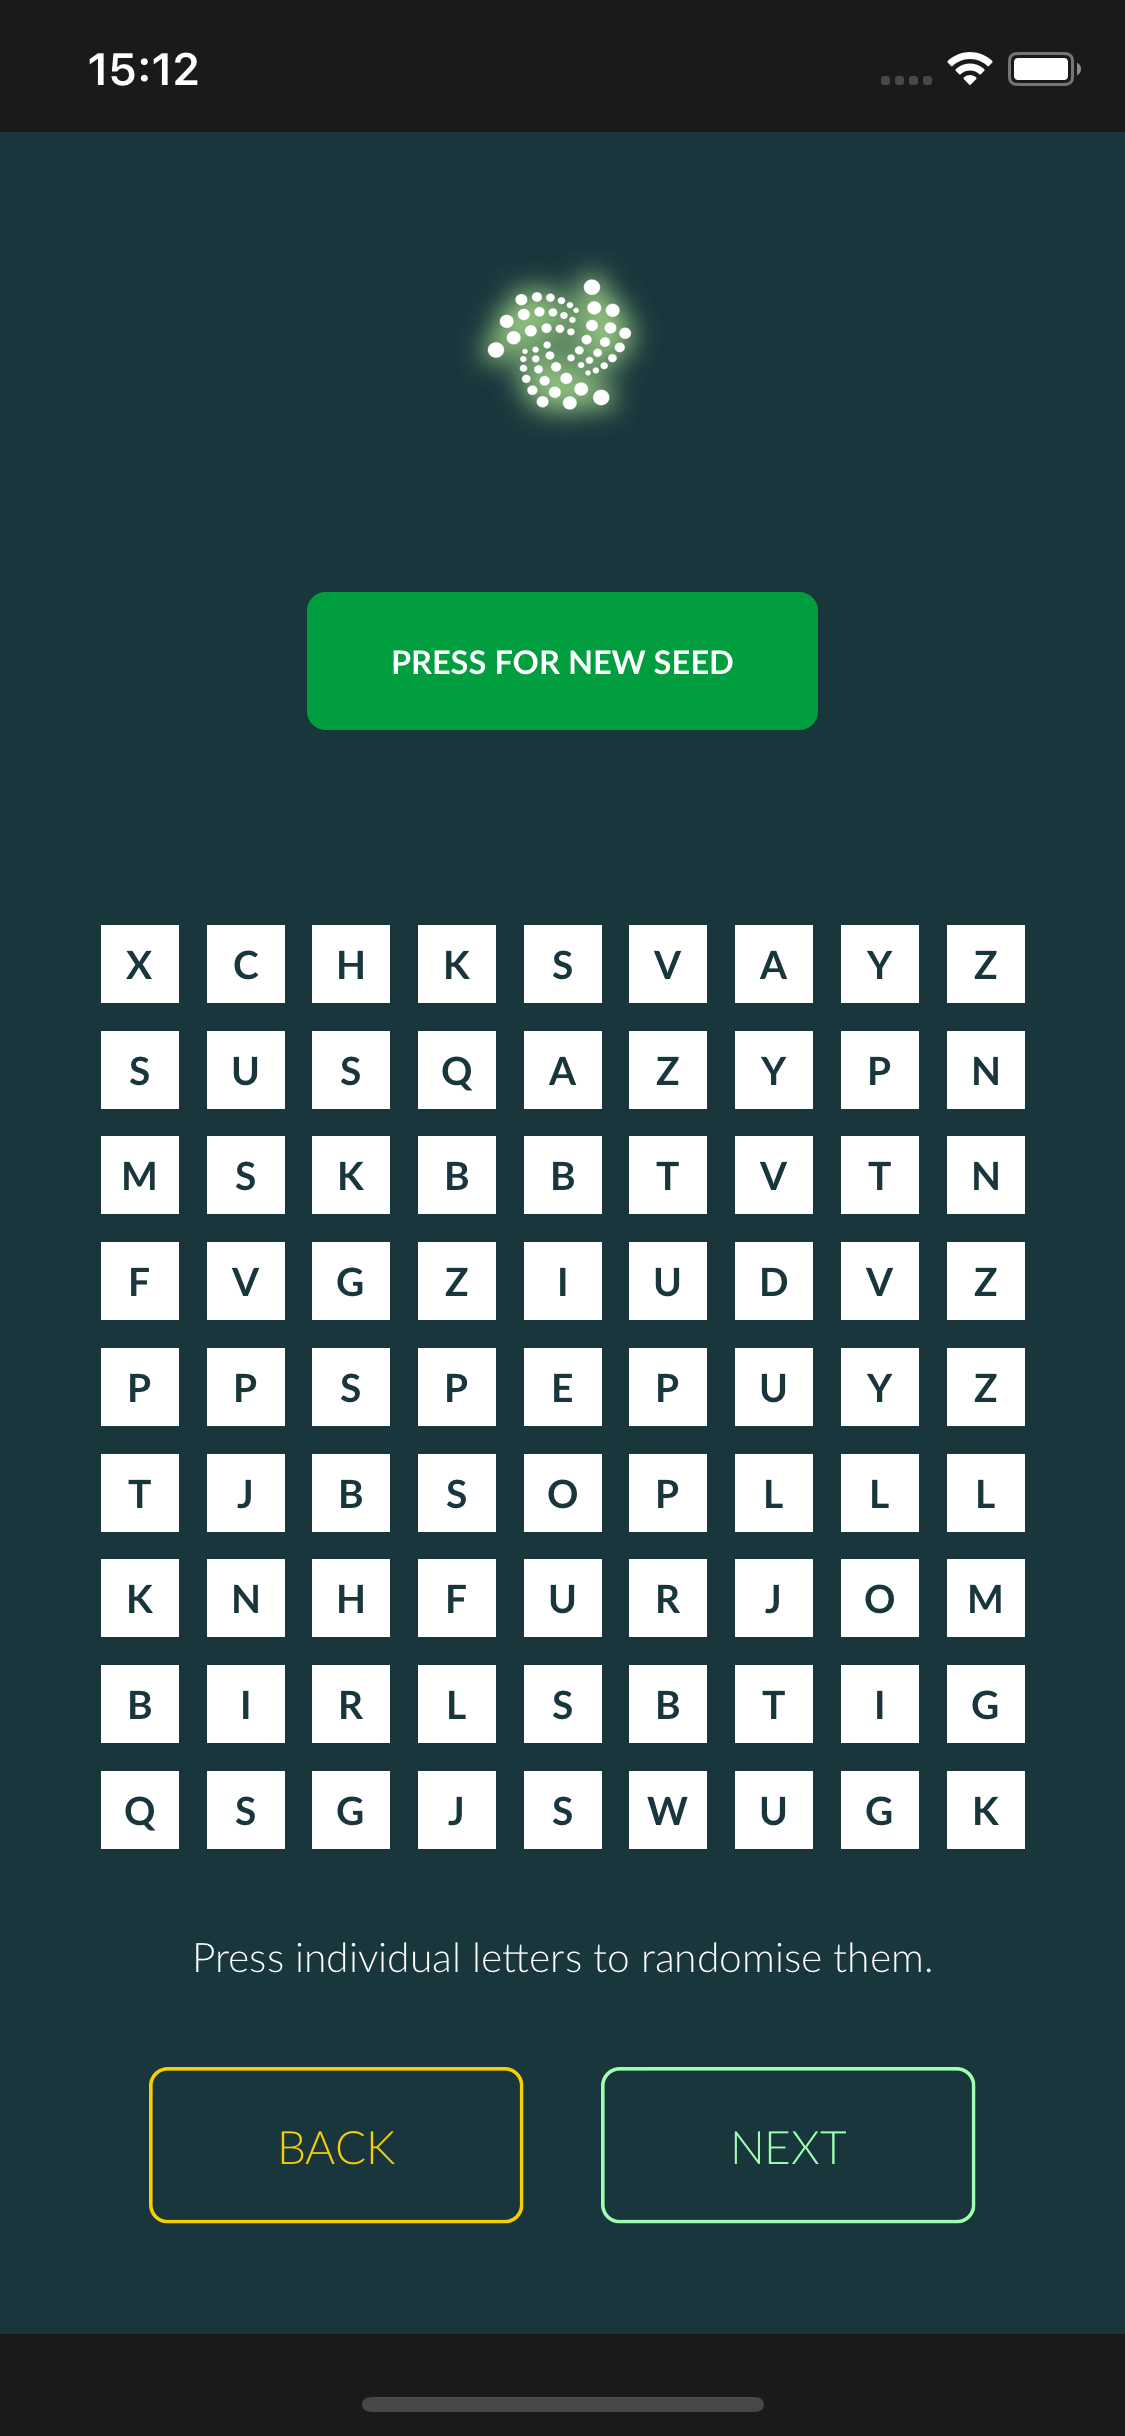 15:12
PRESS FOR NEW SEED
X C H K S V A Y Z
S U S Q A Z Y P N
M S K B B T V T N
F V G Z I U D V Z
P P S P E P U Y Z
T J B S O P L L L
K N H F U R J O M
B I R L S B T I G
Q S G J S W U G K
Press individual letters to randomise them.
BACK NEXT